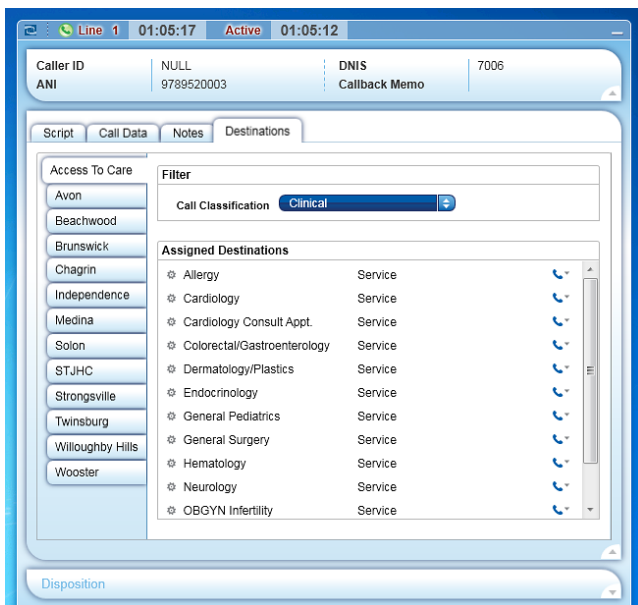 Line 1 01:05:17 Active 01:05:12
Caller ID NULL DNIS 7006
ANI 9789520003 Callback Memo
Script Call Data Notes Destinations
Access To Care
Avon
Beachwood
Brunswick
Chagrin
Independence
Medina
Solon
STJHC
Strongsville
Twinsburg
Willoughby Hills
Wooster
Filter
Call Classification Clinical
Assigned Destinations
Allergy Service
Cardiology Service
Cardiology Consult Appt. Service
Colorectal/Gastroenterology Service
Dermatology/Plastics Service
Endocrinology Service
General Pediatrics Service
General Surgery Service
Hematology Service
Neurology Service
OBGYN Infertility Service
Disposition